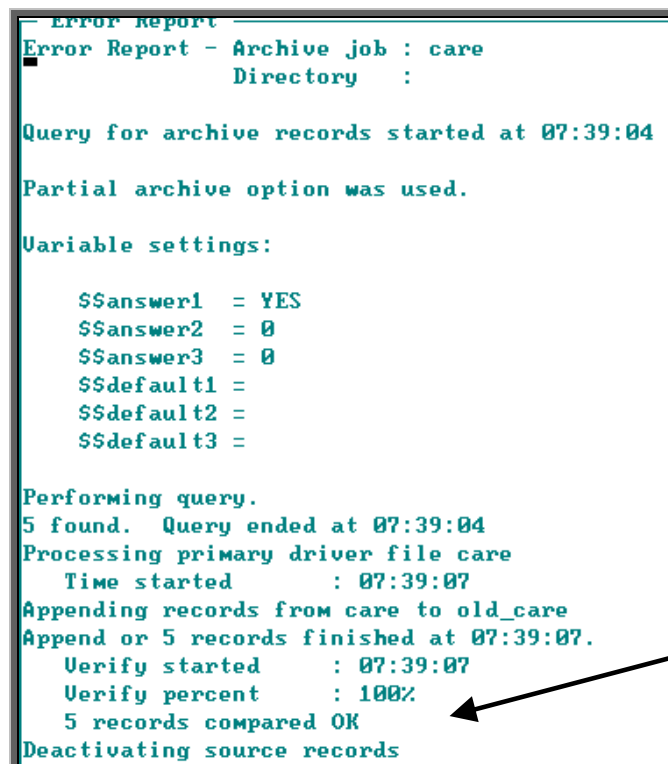 Error Report
Error Report - Archive job : care
Directory :
Query for archive records started at 07:39:04
Partial archive option was used.
Variable settings:
$$answer1 = YES
$$answer2 = 0
$$answer3 = 0
$$default1 =
$$default2 =
$$default3 =
Performing query.
5 found. Query ended at 07:39:04
Processing primary driver file care
Time started : 07:39:07
Appending records from care to old_care
Append or 5 records finished at 07:39:07.
Verify started : 07:39:07
Verify percent : 100%
5 records compared OK
Deactivating source records